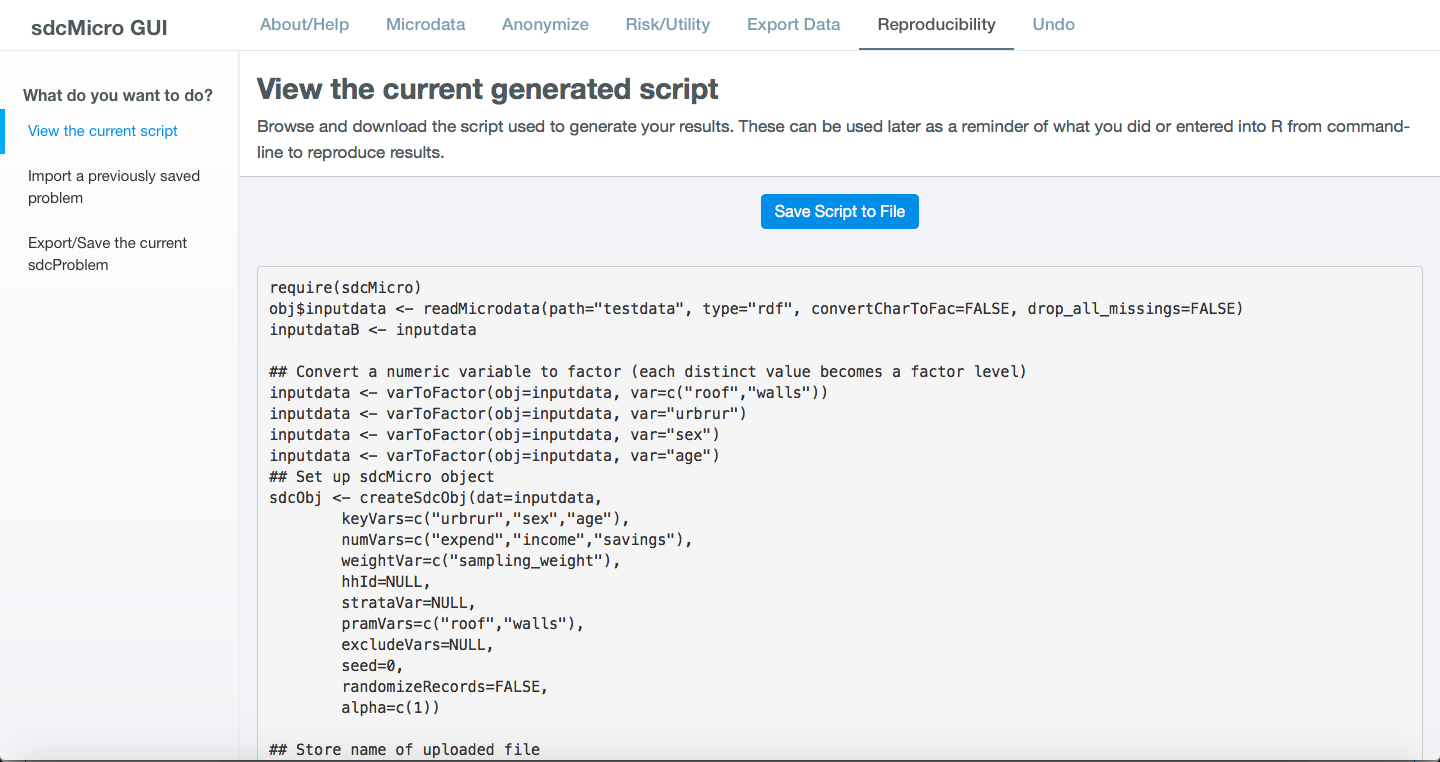 sdcMicro GUI
About/Help
Microdata
Anonymize
Risk/Utility
Export Data
Reproducibility
Undo
What do you want to do?
View the current script
Import a previously saved
problem
Export/Save the current
sdcProblem
View the current generated script
Browse and download the script used to generate your results. These can be used later as a reminder of what you did or entered into R from command-
line to reproduce results.
Save Script to File
require(sdcMicro)
obj$inputdata <- readMicrodata(path="testdata", type="rdf", convertCharToFac=FALSE, drop_all_missings=FALSE)
inputdataB <- inputdata
## Convert a numeric variable to factor (each distinct value becomes a factor level)
inputdata <- varToFactor(obj=inputdata, var=c("roof","walls"))
inputdata <- varToFactor(obj=inputdata, var="urbrur")
inputdata <- varToFactor(obj=inputdata, var="sex")
inputdata <- varToFactor(obj=inputdata, var="age")
## Set up sdcMicro object
sdcObj <- createSdcObj(dat=inputdata,
keyVars=c("urbrur","sex","age"),
numVars=c("expend","income","savings"),
weightVar=c("sampling_weight"),
hhId=NULL,
strataVar=NULL,
pramVars=c("roof","walls"),
excludeVars=NULL,
seed=0,
randomizeRecords=FALSE,
alpha=c(1))
## Store name of uploaded file